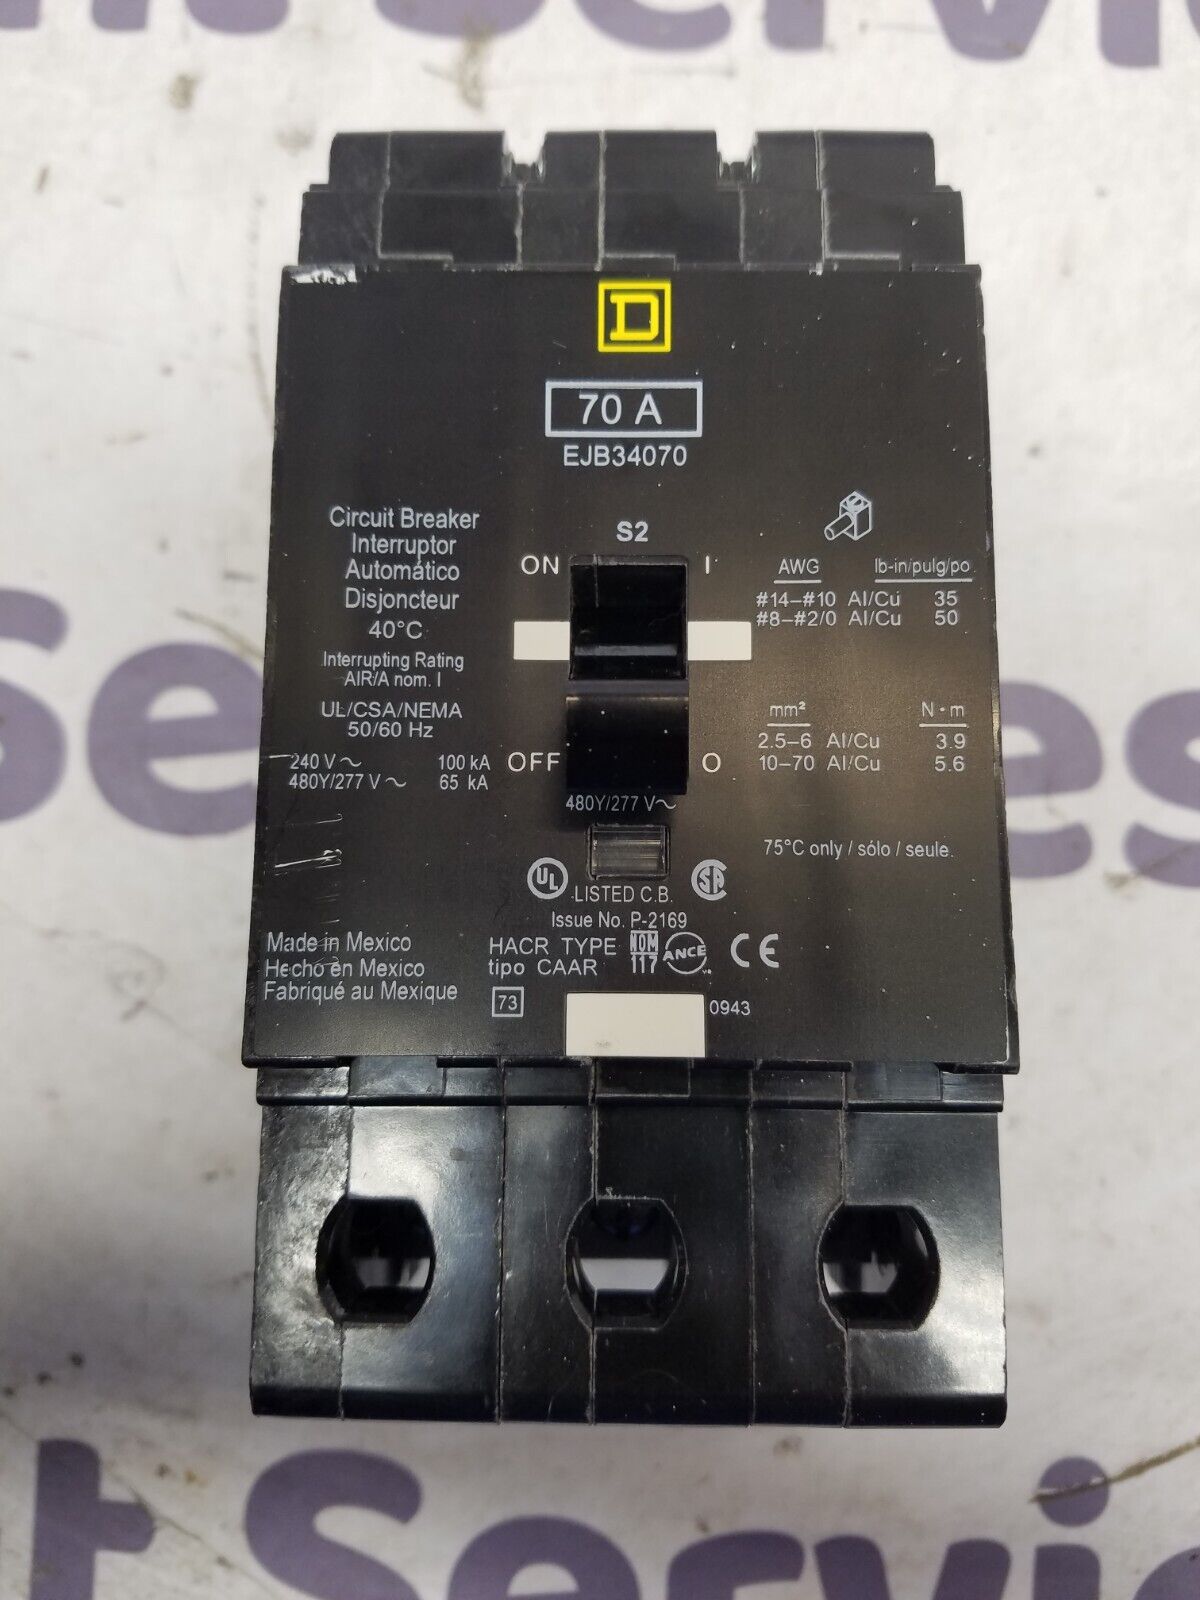 D
70 A
EJB34070
S2
Circuit Breaker
Interruptor
Automático
Disjoncteur
40°C
Interrupting Rating
AIR/A nom. I
UL/CSA/NEMA
50/60 Hz
240 V ~ 100 kA
480Y/277 V ~ 65 kA
ON I
OFF O
480Y/277 V~
AWG lb-in/pulg/po
#14–#10 Al/Cu 35
#8–#2/0 Al/Cu 50
mm² N · m
2.5–6 Al/Cu 3.9
10–70 Al/Cu 5.6
75°C only / sólo / seule.
UL SA
LISTED C.B.
Issue No. P-2169
HACR TYPE
tipo CAAR
NOM
117
ANCE
CE
Made in Mexico
Hecho en Mexico
Fabriqué au Mexique
73
0943
t Servic